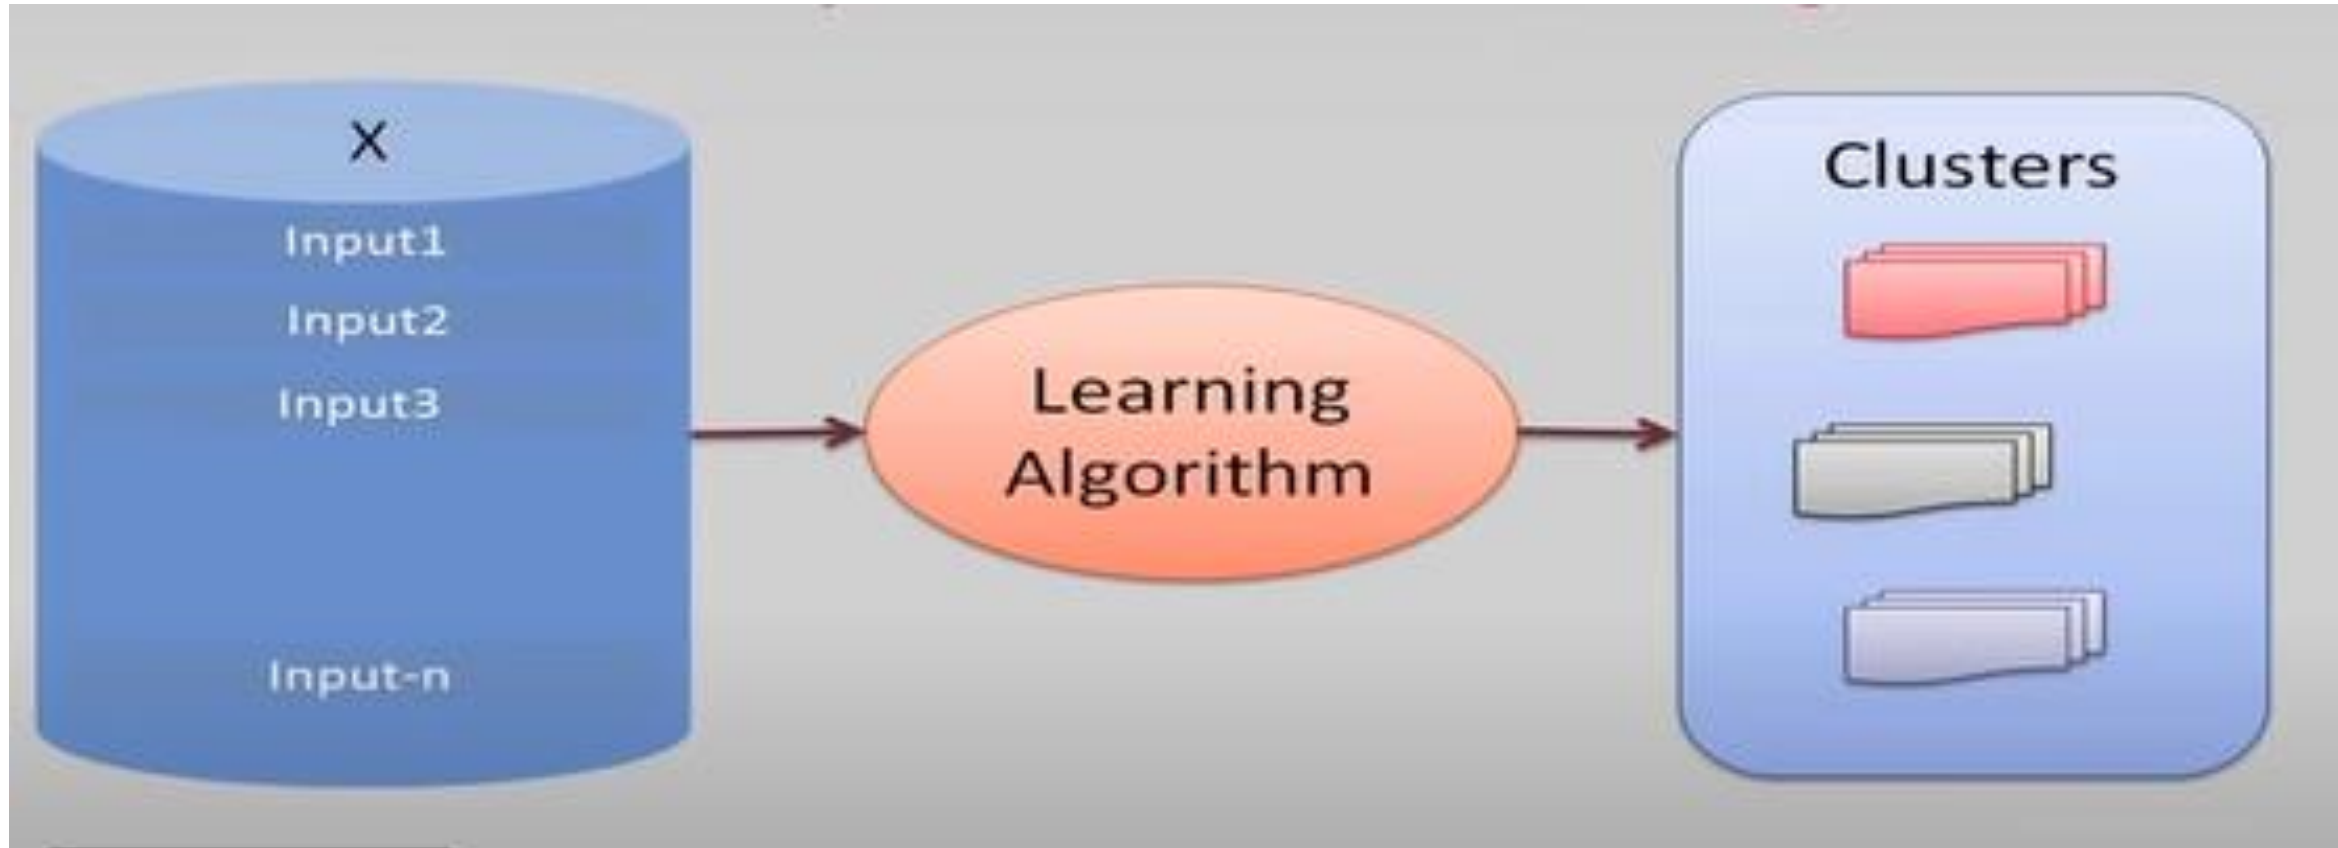 X
Input1
Input2
Input3
Input-n
Learning
Algorithm
Clusters